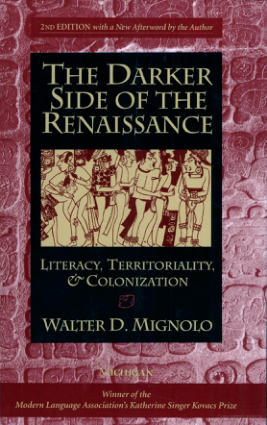 2ND EDITION with a New Afterword by the Author
THE DARKER
SIDE OF THE
RENAISSANCE
LITERACY, TERRITORIALITY,
& COLONIZATION
WALTER D. MIGNOLO
MICHIGAN
Winner of the
Modern Language Association's Katherine Singer Kovacs Prize